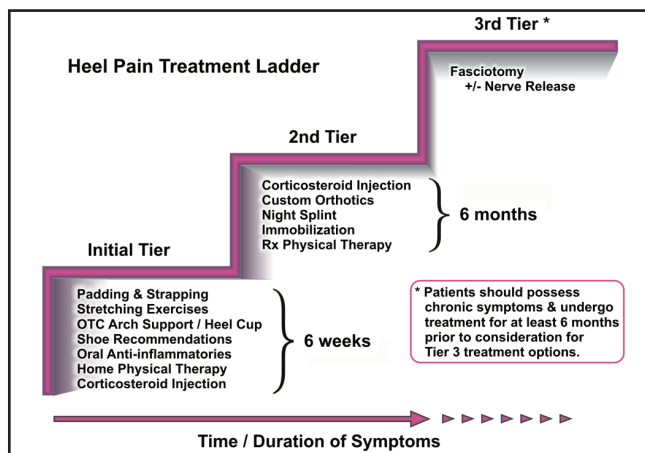 3rd Tier *
Heel Pain Treatment Ladder
Fasciotomy
+/- Nerve Release
2nd Tier
Corticosteroid Injection
Custom Orthotics
Night Splint
Immobilization
Rx Physical Therapy
6 months
Initial Tier
Padding & Strapping
Stretching Exercises
OTC Arch Support / Heel Cup
Shoe Recommendations
Oral Anti-inflammatories
Home Physical Therapy
Corticosteroid Injection
6 weeks
* Patients should possess
chronic symptoms & undergo
treatment for at least 6 months
prior to consideration for
Tier 3 treatment options.
Time / Duration of Symptoms